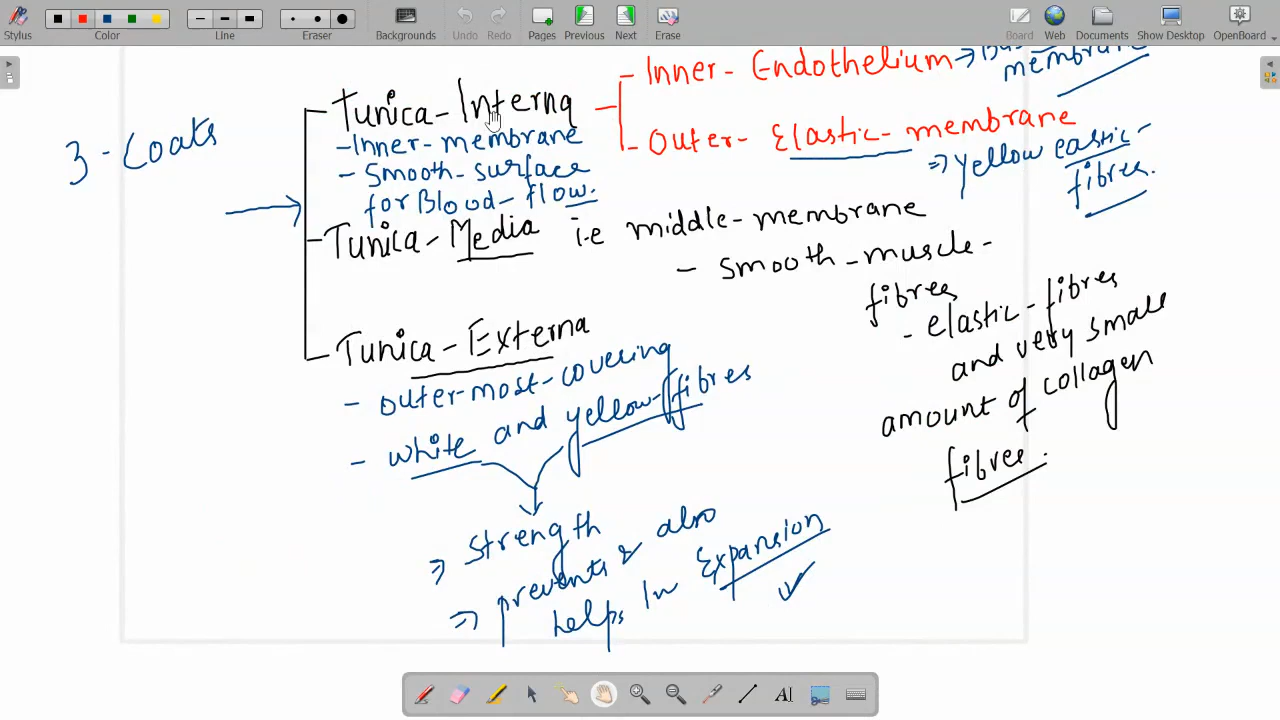 Stylus
Color
Line
Eraser
Backgrounds
Undo
Redo
Pages
Previous
Next
Erase
Board
Web
Documents
Show Desktop
OpenBoard
3-Coats
Tunica-Interna
-Inner-membrane
- Smooth-surface
for Blood-flow.
- Inner- Endothelium
membrane
- Outer- Elastic-membrane
⇒ Yellow eastic-
fibres.
- Tunica-Media i.e middle-membrane
- smooth-muscle-
fibres
- elastic-fibres
and very small
amount of collagen
fibres.
- Tunica-Externa
- outer-most-covering
- white and yellow-fibres
⇒ Strength
⇒ prevents & also
helps In Expansion